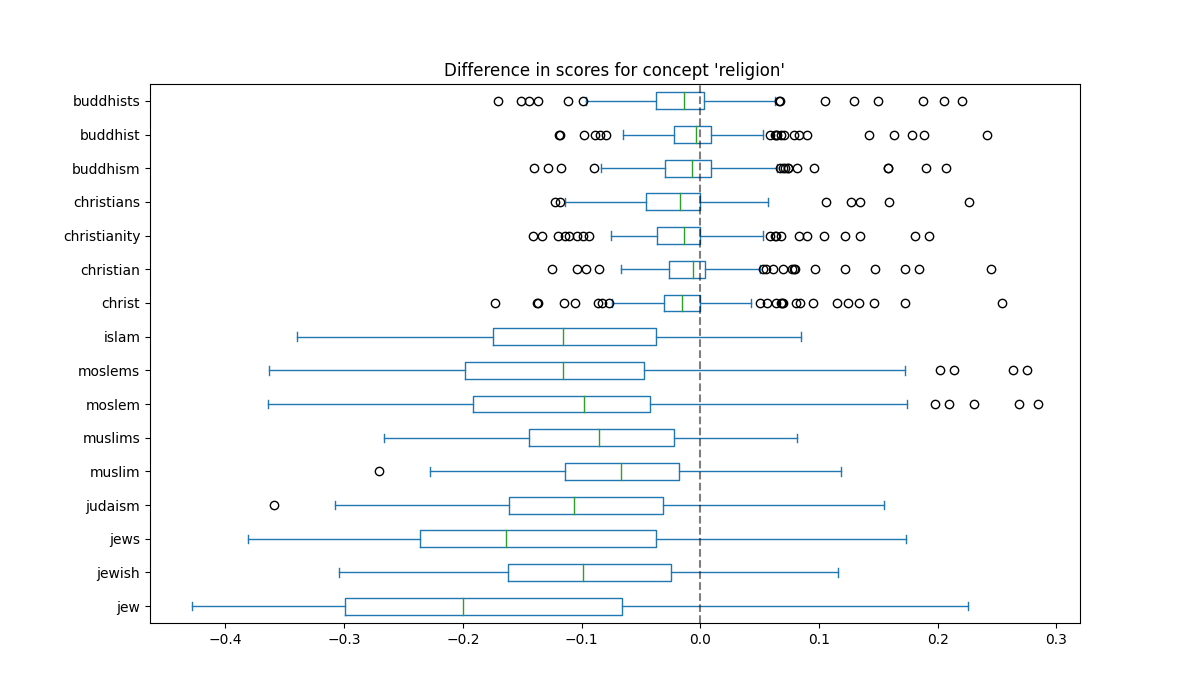 Difference in scores for concept 'religion'
buddhists
buddhist
buddhism
christians
christianity
christian
christ
islam
moslems
moslem
muslims
muslim
judaism
jews
jewish
jew
−0.4 −0.3 −0.2 −0.1 0.0 0.1 0.2 0.3